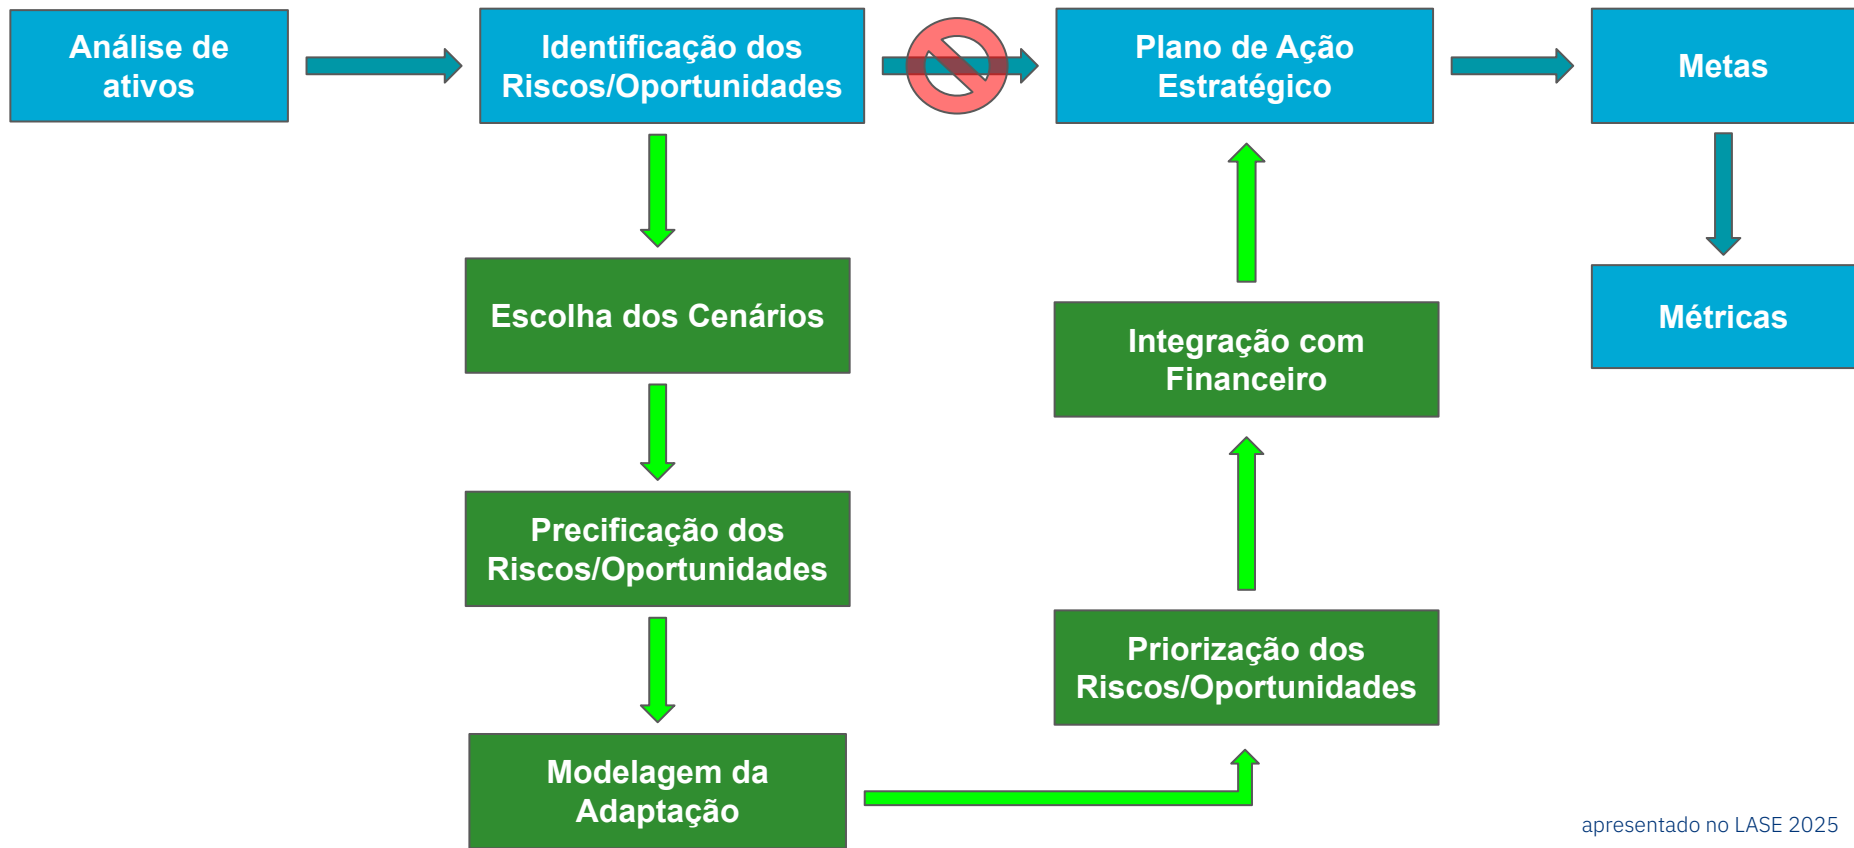 Análise de
ativos
Identificação dos
Riscos/Oportunidades
Plano de Ação
Estratégico
Metas
Métricas
Escolha dos Cenários
Precificação dos
Riscos/Oportunidades
Modelagem da
Adaptação
Priorização dos
Riscos/Oportunidades
Integração com
Financeiro
apresentado no LASE 2025